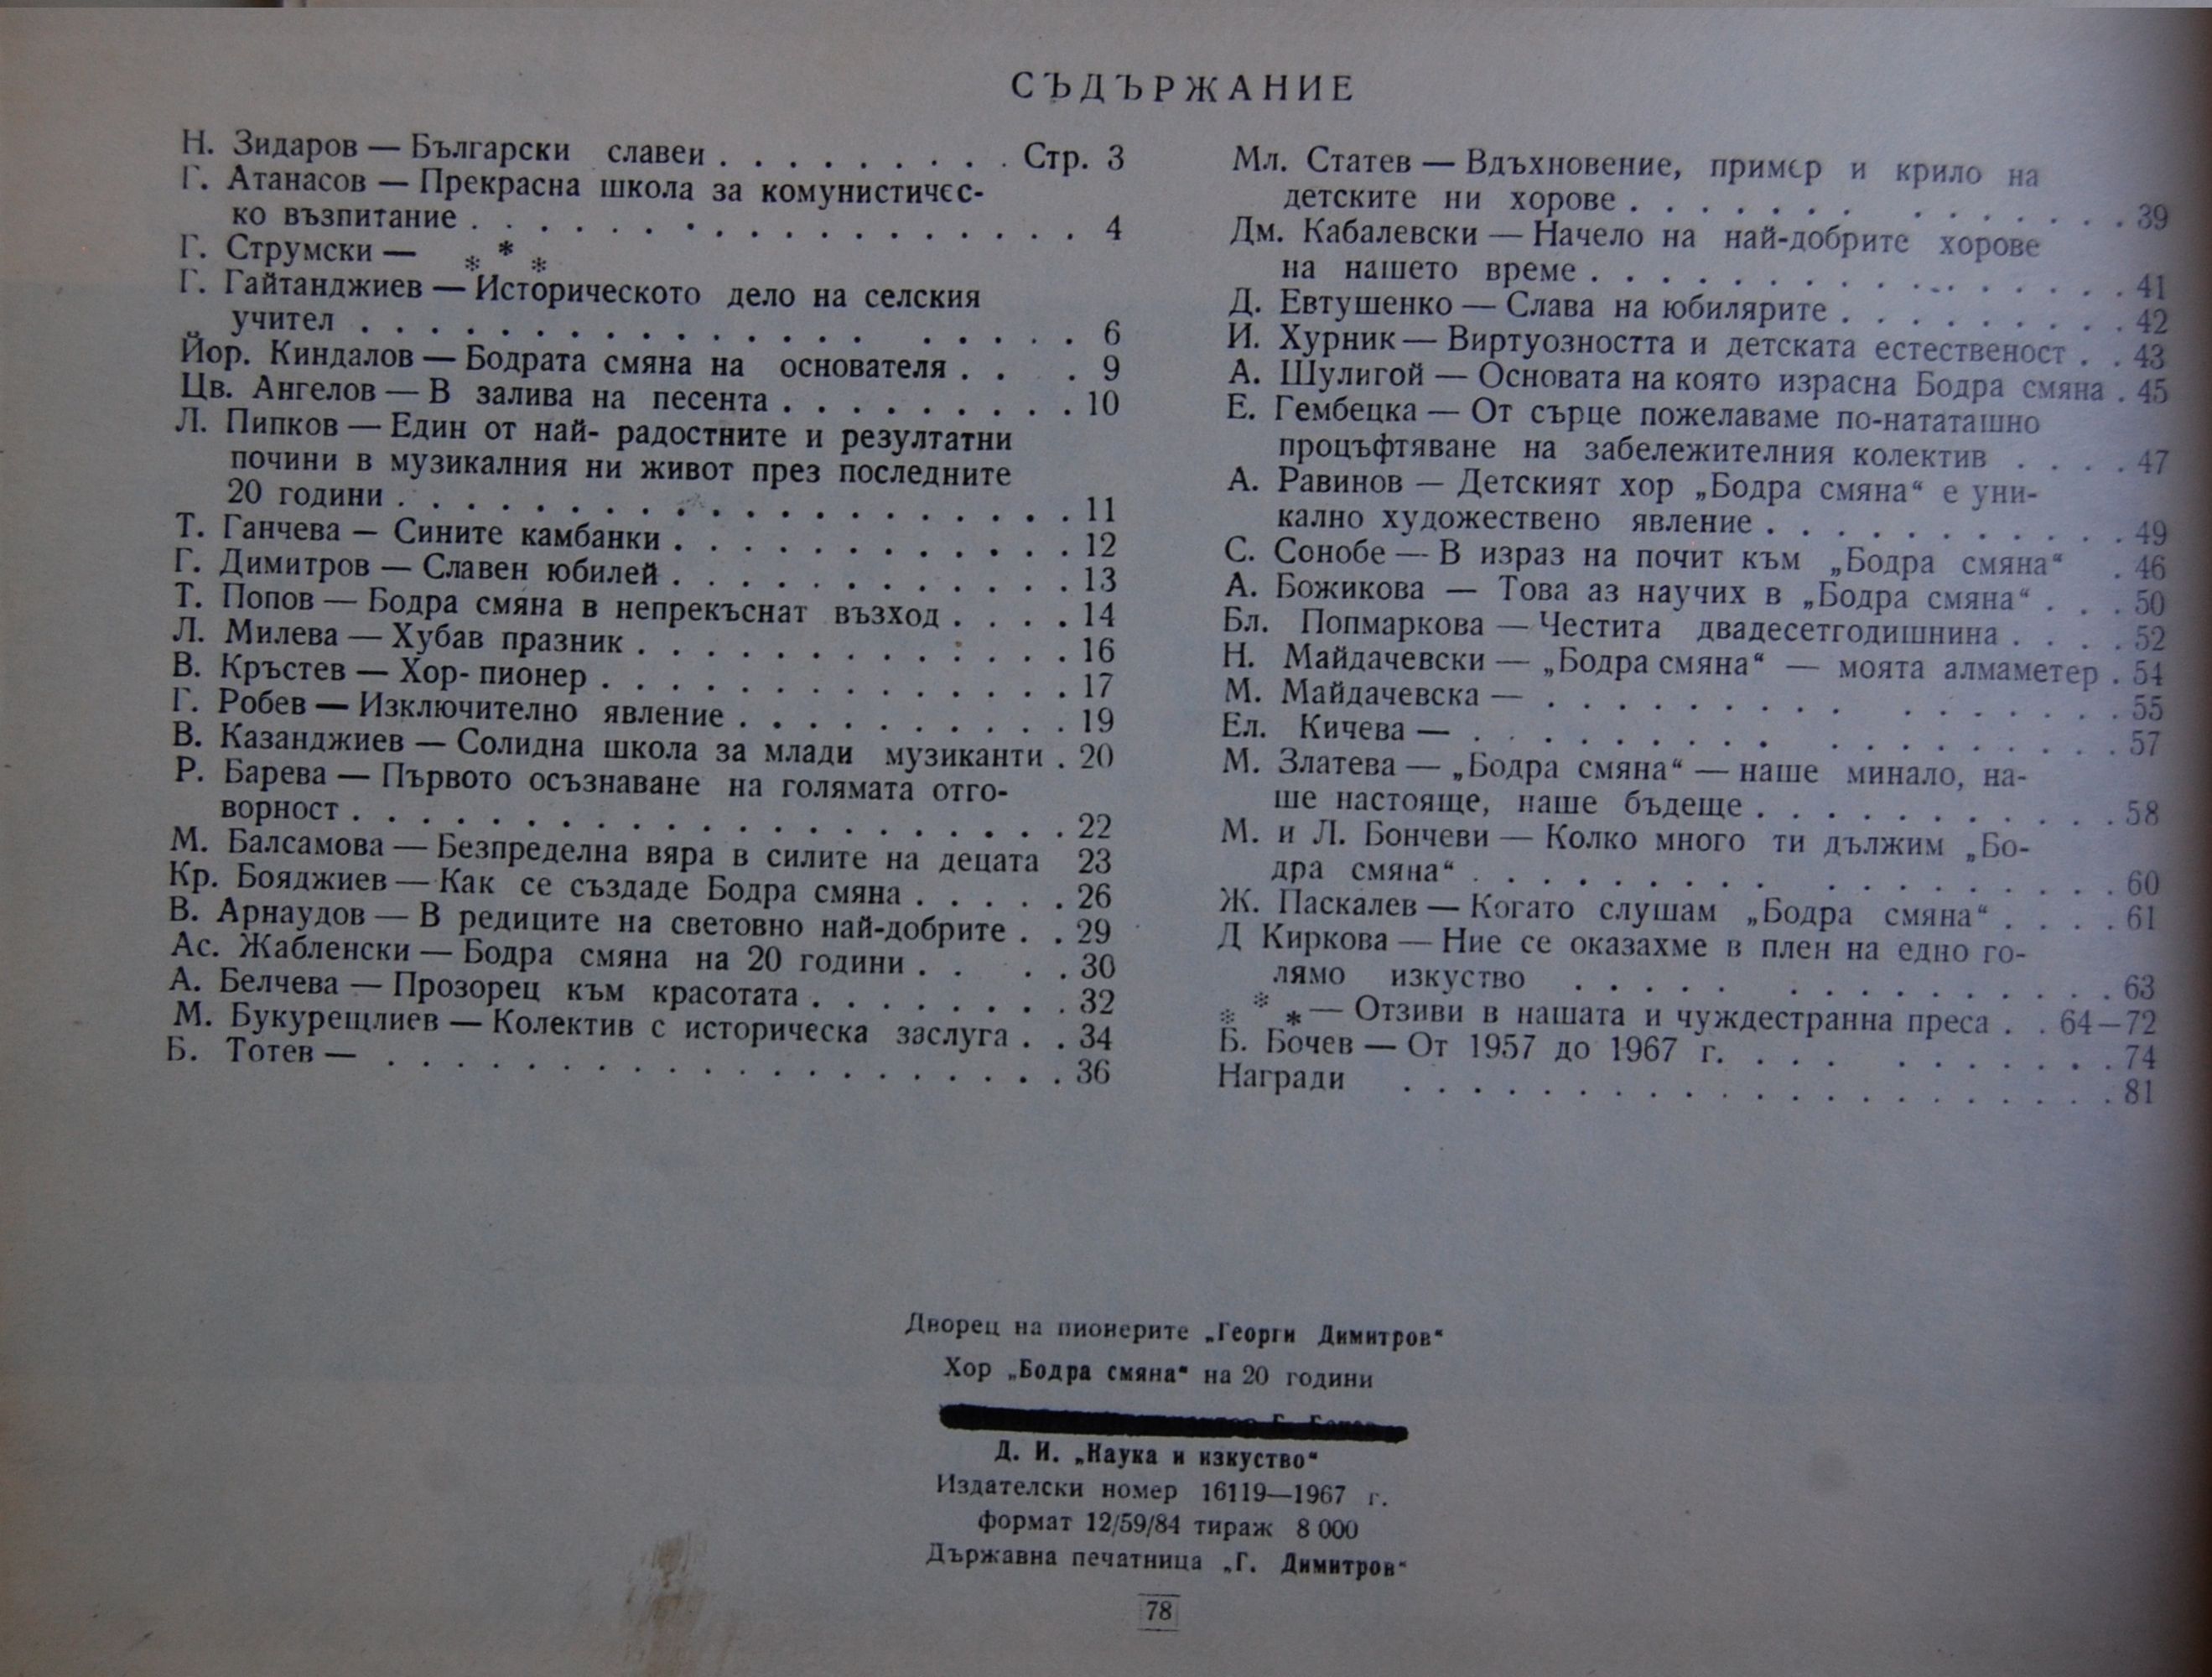 СЪДЪРЖАНИЕ
Н. Зидаров — Български славеи . . . . . . . . . Стр. 3
Г. Атанасов — Прекрасна школа за комунистичес-
ко възпитание . . . . . . . . . . . . . . . . . . 4
Г. Струмски — * * *
Г. Гайтанджиев — Историческото дело на селския
учител . . . . . . . . . . . . . . . . . . . . 6
Йор. Киндалов — Бодрата смяна на основателя . . . 9
Цв. Ангелов — В залива на песента . . . . . . . . . 10
Л. Пипков — Един от най- радостните и резултатни
почини в музикалния ни живот през последните
20 години . . . . . . . . . . . . . . . . . . . . 11
Т. Ганчева — Сините камбанки . . . . . . . . . . . . 12
Г. Димитров — Славен юбилей . . . . . . . . . . . . 13
Т. Попов — Бодра смяна в непрекъснат възход . . . . 14
Л. Милева — Хубав празник . . . . . . . . . . . . . 16
В. Кръстев — Хор- пионер . . . . . . . . . . . . . . 17
Г. Робев — Изключително явление . . . . . . . . . . 19
В. Казанджиев — Солидна школа за млади музиканти . 20
Р. Барева — Първото осъзнаване на голямата отго-
ворност . . . . . . . . . . . . . . . . . . . . . 22
М. Балсамова — Безпределна вяра в силите на децата 23
Кр. Бояджиев — Как се създаде Бодра смяна . . . . . 26
В. Арнаудов — В редиците на световно най-добрите . . 29
Ас. Жабленски — Бодра смяна на 20 години . . . . 30
А. Белчева — Прозорец към красотата . . . . . . . . 32
М. Букурещлиев — Колектив с историческа заслуга . . 34
Б. Тотев — . . . . . . . . . . . . . . . . . . . . 36
Мл. Статев — Вдъхновение, пример и крило на
детските ни хорове . . . . . . . . . . . . . . 39
Дм. Кабалевски — Начело на най-добрите хорове
на нашето време . . . . . . . . . . . . . . . . 41
Д. Евтушенко — Слава на юбилярите . . . . . . . . . 42
И. Хурник — Виртуозността и детската естественост . . 43
А. Шулигой — Основата на която израсна Бодра смяна . 45
Е. Гембецка — От сърце пожелаваме по-нататашно
процъфтяване на забележителния колектив . . . . 47
А. Равинов — Детският хор „Бодра смяна“ е уни-
кално художествено явление . . . . . . . . . . . 49
С. Сонобе — В израз на почит към „Бодра смяна“ . 46
А. Божикова — Това аз научих в „Бодра смяна“ . . . 50
Бл. Попмаркова — Честита двадесетгодишнина . . . . 52
Н. Майдачевски — „Бодра смяна“ — моята алмаметер . 54
М. Майдачевска — . . . . . . . . . . . . . . . . 55
Ел. Кичева — . . . . . . . . . . . . . . . . . . 57
М. Златева — „Бодра смяна“ — наше минало, на-
ше настояще, наше бъдеще . . . . . . . . . . . 58
М. и Л. Бончеви — Колко много ти дължим „Бо-
дра смяна“ . . . . . . . . . . . . . . . . . . 60
Ж. Паскалев — Когато слушам „Бодра смяна“ . . . . 61
Д Киркова — Ние се оказахме в плен на едно го-
лямо изкуство . . . . . . . . . . . . . . . 63
* * * — Отзиви в нашата и чуждестранна преса . . 64—72
Б. Бочев — От 1957 до 1967 г. . . . . . . . . . . . 74
Награди . . . . . . . . . . . . . . . . . . . . . 81
Дворец на пионерите „Георги Димитров“
Хор „Бодра смяна“ на 20 години
Д. И. „Наука и изкуство“
Издателски номер 16119—1967 г.
формат 12/59/84 тираж 8 000
Държавна печатница „Г. Димитров“
78